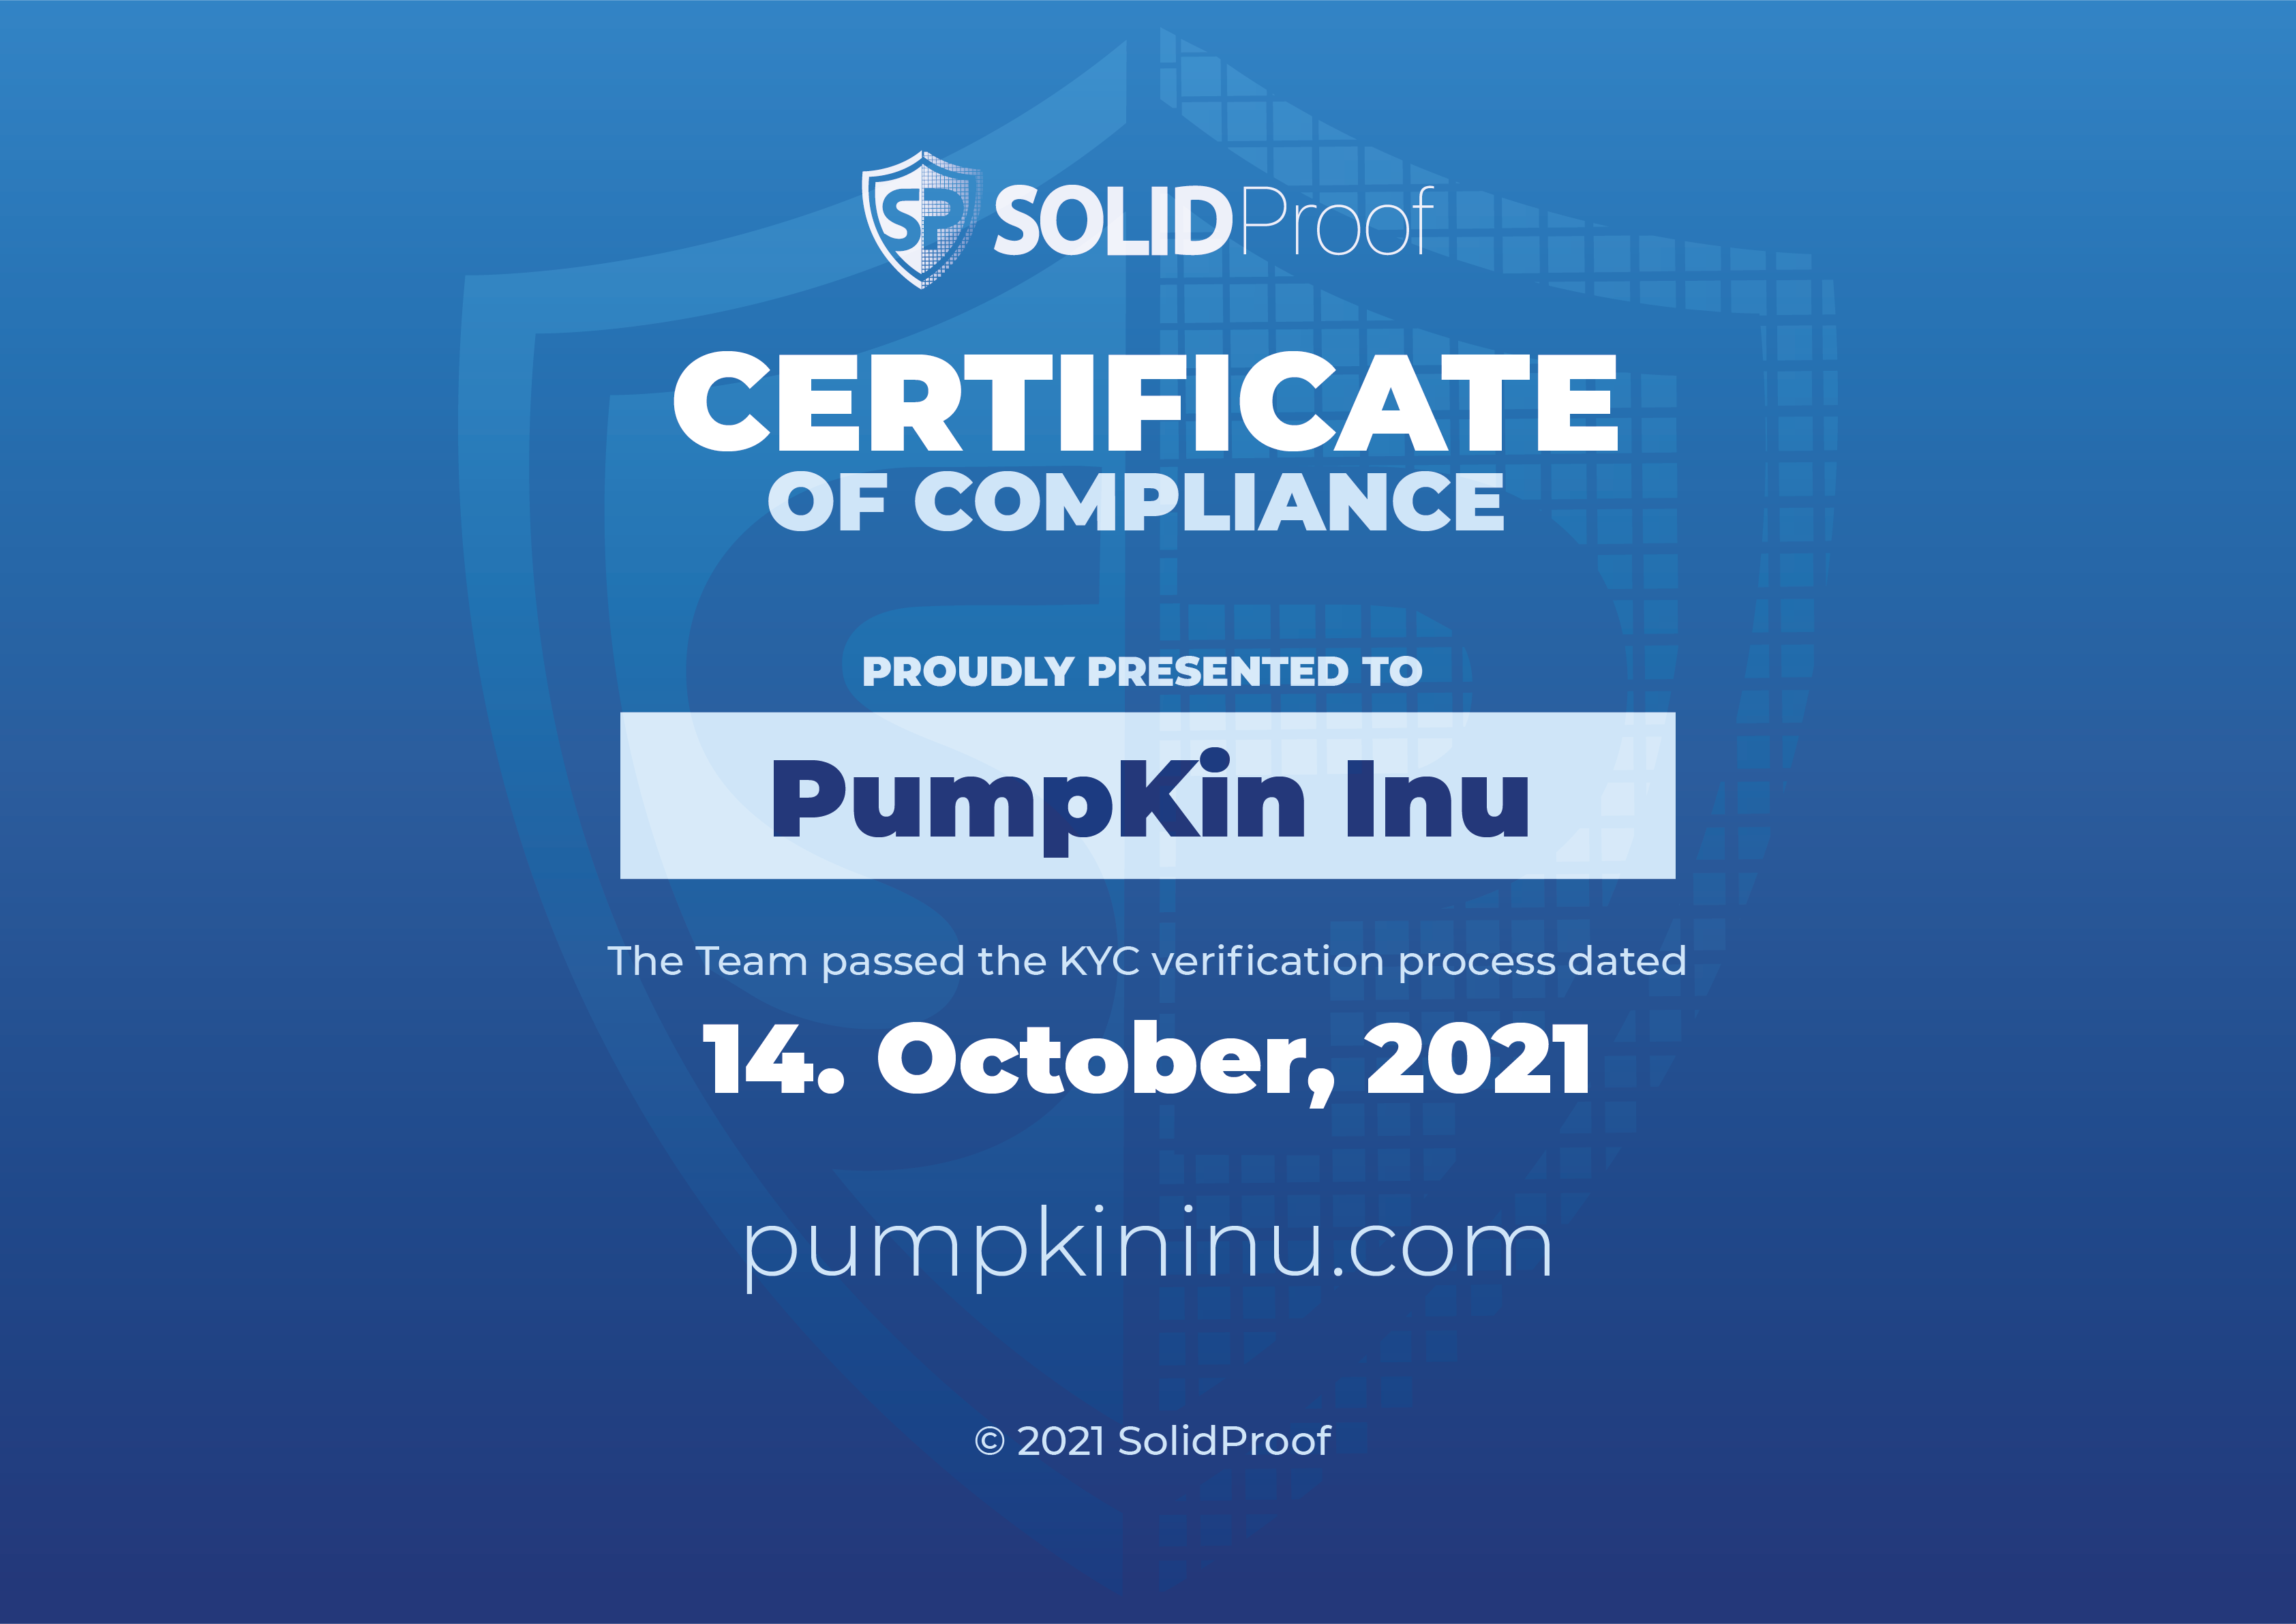 SP SOLIDProof
CERTIFICATE
OF COMPLIANCE
PROUDLY PRESENTED TO
PumpKin Inu
The Team passed the KYC verification process dated
14. October, 2021
pumpkininu.com
© 2021 SolidProof